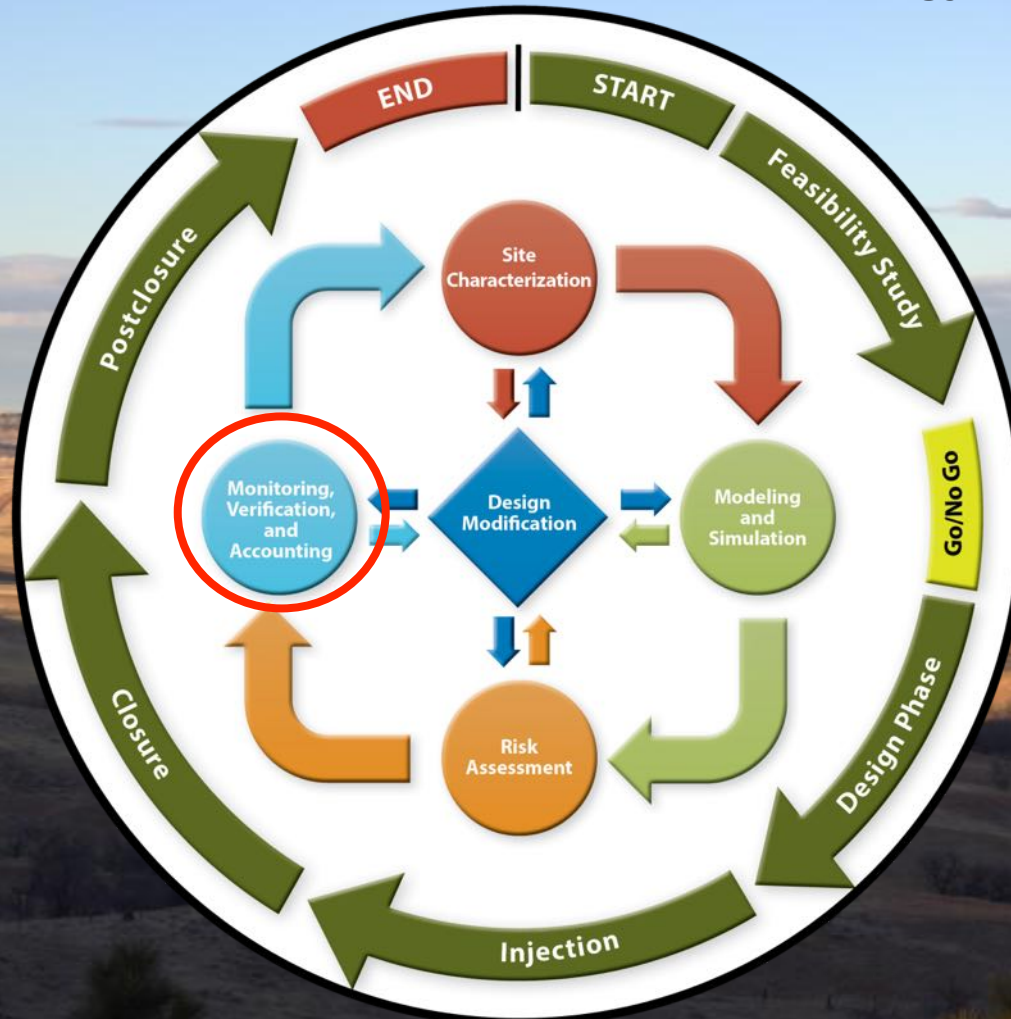 END
START
Feasibility Study
Go/No Go
Design Phase
Injection
Closure
Postclosure
Site
Characterization
Monitoring,
Verification,
and
Accounting
Design
Modification
Modeling
and
Simulation
Risk
Assessment